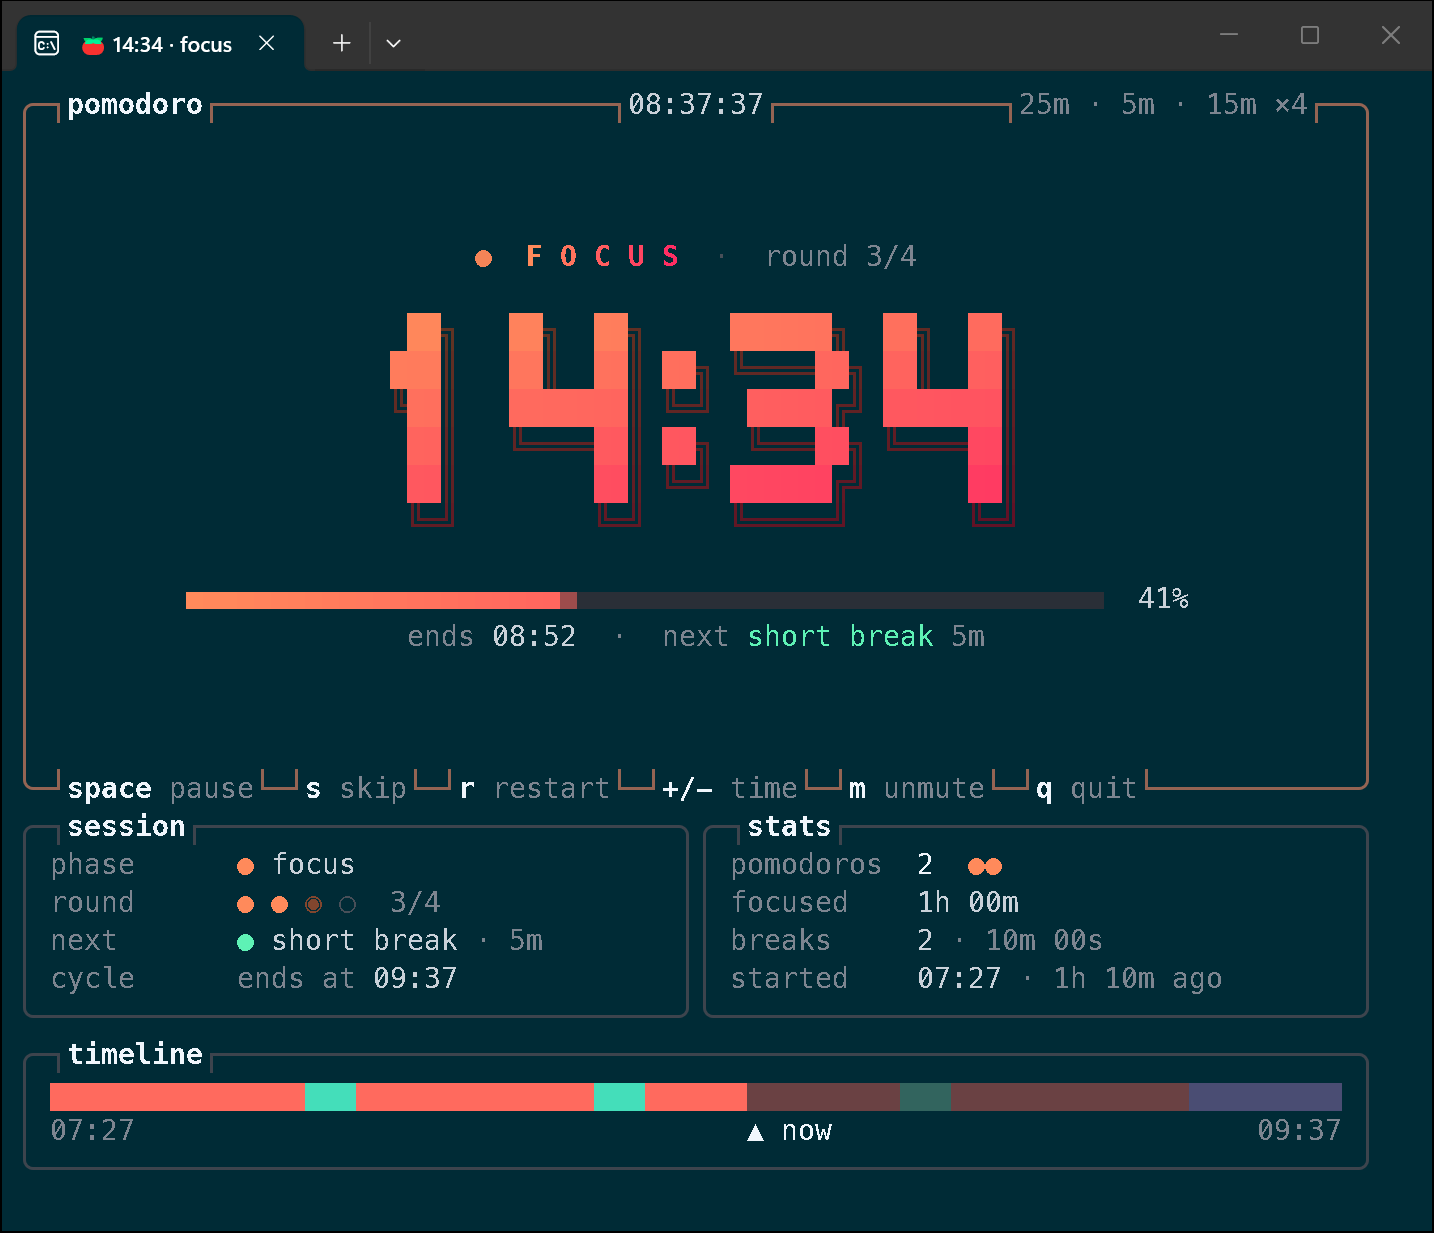 14:34 · focus
pomodoro 08:37:37 25m · 5m · 15m ×4
● FOCUS · round 3/4
14:34
41%
ends 08:52 · next short break 5m
space pause s skip r restart +/− time m unmute q quit
session
phase ● focus
round 3/4
next ● short break · 5m
cycle ends at 09:37
stats
pomodoros 2
focused 1h 00m
breaks 2 · 10m 00s
started 07:27 · 1h 10m ago
timeline
07:27 ▲ now 09:37